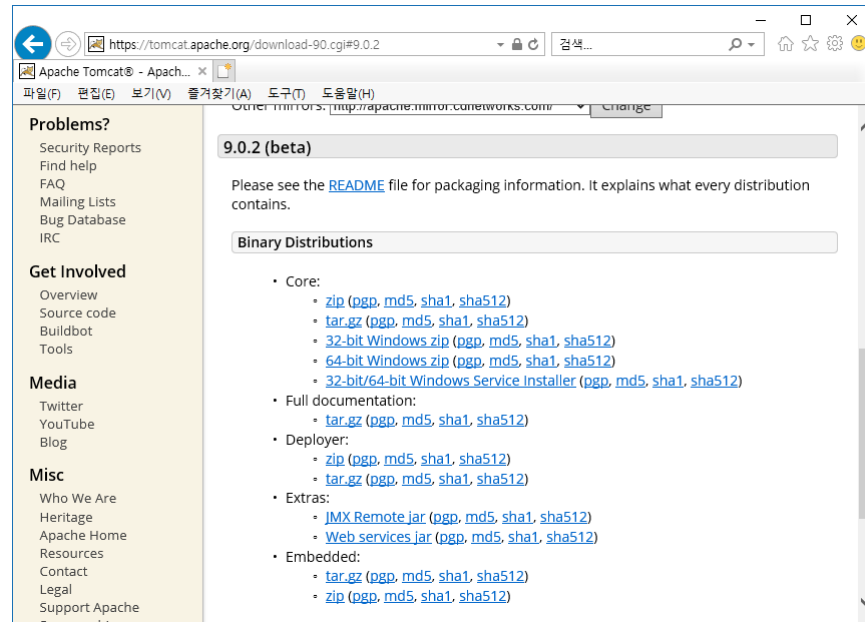 https://tomcat.apache.org/download-90.cgi#9.0.2
검색...
Apache Tomcat® - Apach...
파일(F) 편집(E) 보기(V) 즐겨찾기(A) 도구(T) 도움말(H)
Other mirrors: http://apache.mirror.cdnetworks.com/ Change
Problems?
Security Reports
Find help
FAQ
Mailing Lists
Bug Database
IRC
Get Involved
Overview
Source code
Buildbot
Tools
Media
Twitter
YouTube
Blog
Misc
Who We Are
Heritage
Apache Home
Resources
Contact
Legal
Support Apache
9.0.2 (beta)
Please see the README file for packaging information. It explains what every distribution
contains.
Binary Distributions
• Core:
◦ zip (pgp, md5, sha1, sha512)
◦ tar.gz (pgp, md5, sha1, sha512)
◦ 32-bit Windows zip (pgp, md5, sha1, sha512)
◦ 64-bit Windows zip (pgp, md5, sha1, sha512)
◦ 32-bit/64-bit Windows Service Installer (pgp, md5, sha1, sha512)
• Full documentation:
◦ tar.gz (pgp, md5, sha1, sha512)
• Deployer:
◦ zip (pgp, md5, sha1, sha512)
◦ tar.gz (pgp, md5, sha1, sha512)
• Extras:
◦ JMX Remote jar (pgp, md5, sha1, sha512)
◦ Web services jar (pgp, md5, sha1, sha512)
• Embedded:
◦ tar.gz (pgp, md5, sha1, sha512)
◦ zip (pgp, md5, sha1, sha512)